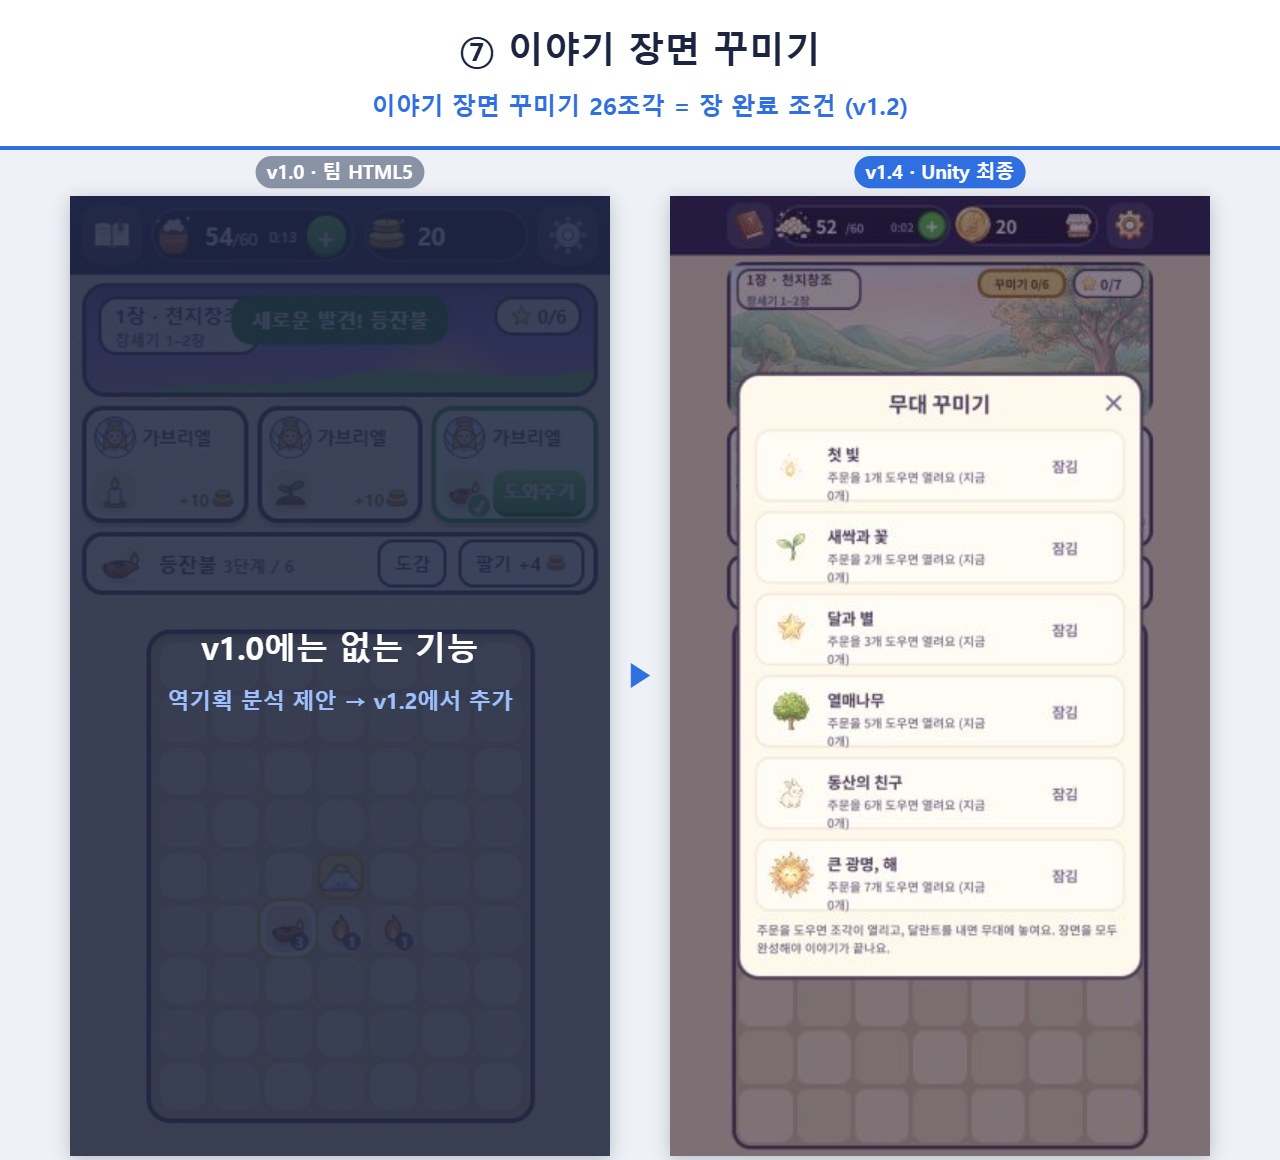 ⑦ 이야기 장면 꾸미기
이야기 장면 꾸미기 26조각 = 장 완료 조건 (v1.2)
v1.0 · 팀 HTML5
54/60 0:13 + 20
1장 · 천지창조
창세기 1-2장
새로운 발견! 등잔불
0/6
가브리엘
+10
가브리엘
+10
가브리엘
도와주기
등잔불 3단계 / 6
도감
팔기 +4
v1.0에는 없는 기능
역기획 분석 제안 → v1.2에서 추가
3
1
1
v1.4 · Unity 최종
52 /60 0:02 + 20
1장 · 천지창조
창세기 1-2장
꾸미기 0/6
0/7
무대 꾸미기
첫 빛
주문을 1개 도우면 열려요 (지금
0개)
잠김
새싹과 꽃
주문을 2개 도우면 열려요 (지금
0개)
잠김
달과 별
주문을 3개 도우면 열려요 (지금
0개)
잠김
열매나무
주문을 5개 도우면 열려요 (지금
0개)
잠김
동산의 친구
주문을 6개 도우면 열려요 (지금
0개)
잠김
큰 광명, 해
주문을 7개 도우면 열려요 (지금
0개)
잠김
주문을 도우면 조각이 열리고, 달란트를 내면 무대에 놓여요. 장면을 모두
완성해야 이야기가 끝나요.